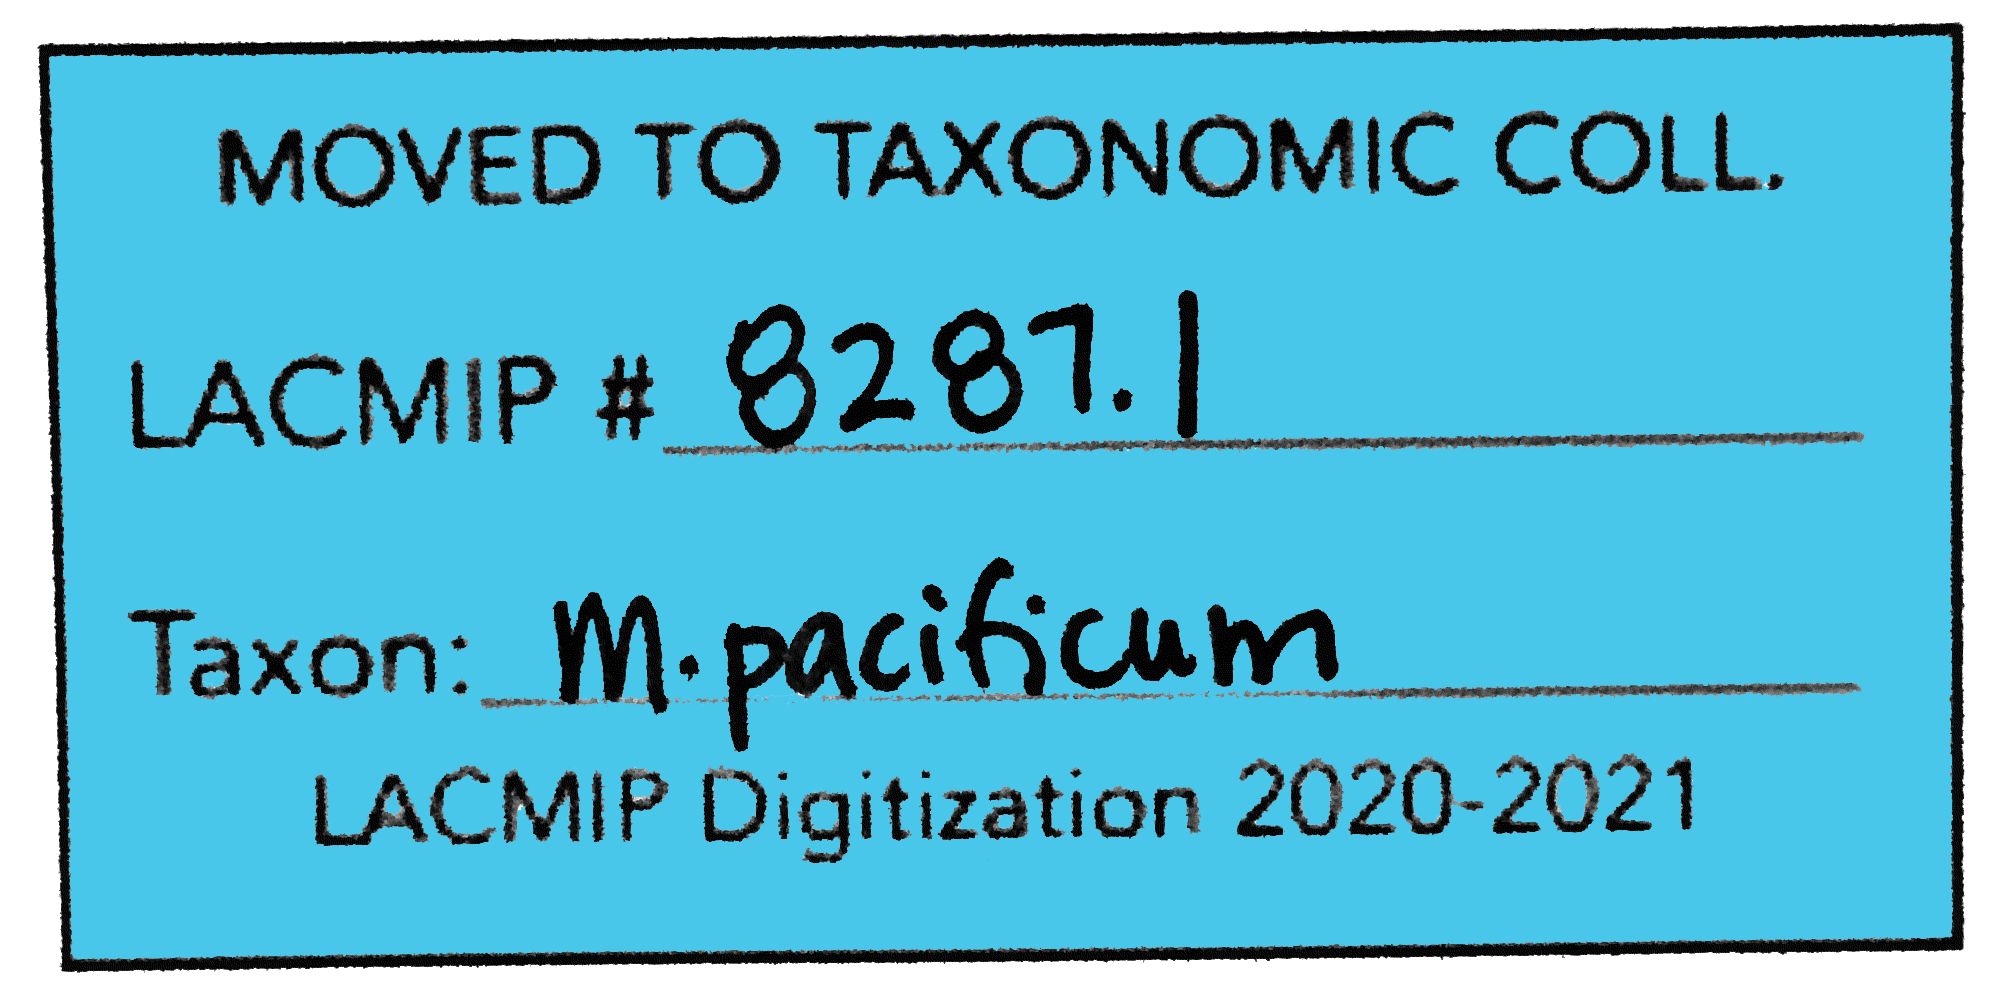 MOVED TO TAXONOMIC COLL.
LACMIP # 8287.1
Taxon: M. pacificum
LACMIP Digitization 2020-2021